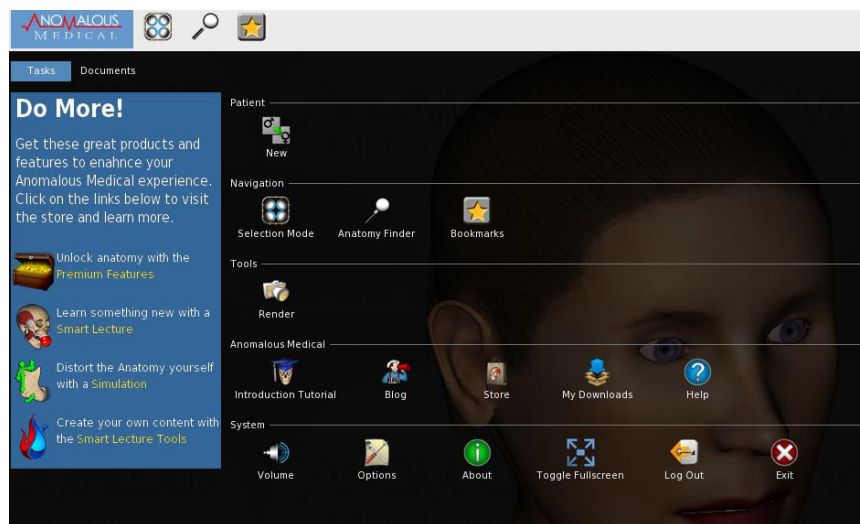 ANOMALOUS
MEDICAL
Tasks Documents
Do More!
Get these great products and
features to enahnce your
Anomalous Medical experience.
Click on the links below to visit
the store and learn more.
Unlock anatomy with the
Premium Features
Learn something new with a
Smart Lecture
Distort the Anatomy yourself
with a Simulation
Create your own content with
the Smart Lecture Tools
Patient
New
Navigation
Selection Mode Anatomy Finder Bookmarks
Tools
Render
Anomalous Medical
Introduction Tutorial Blog Store My Downloads Help
System
Volume Options About Toggle Fullscreen Log Out Exit